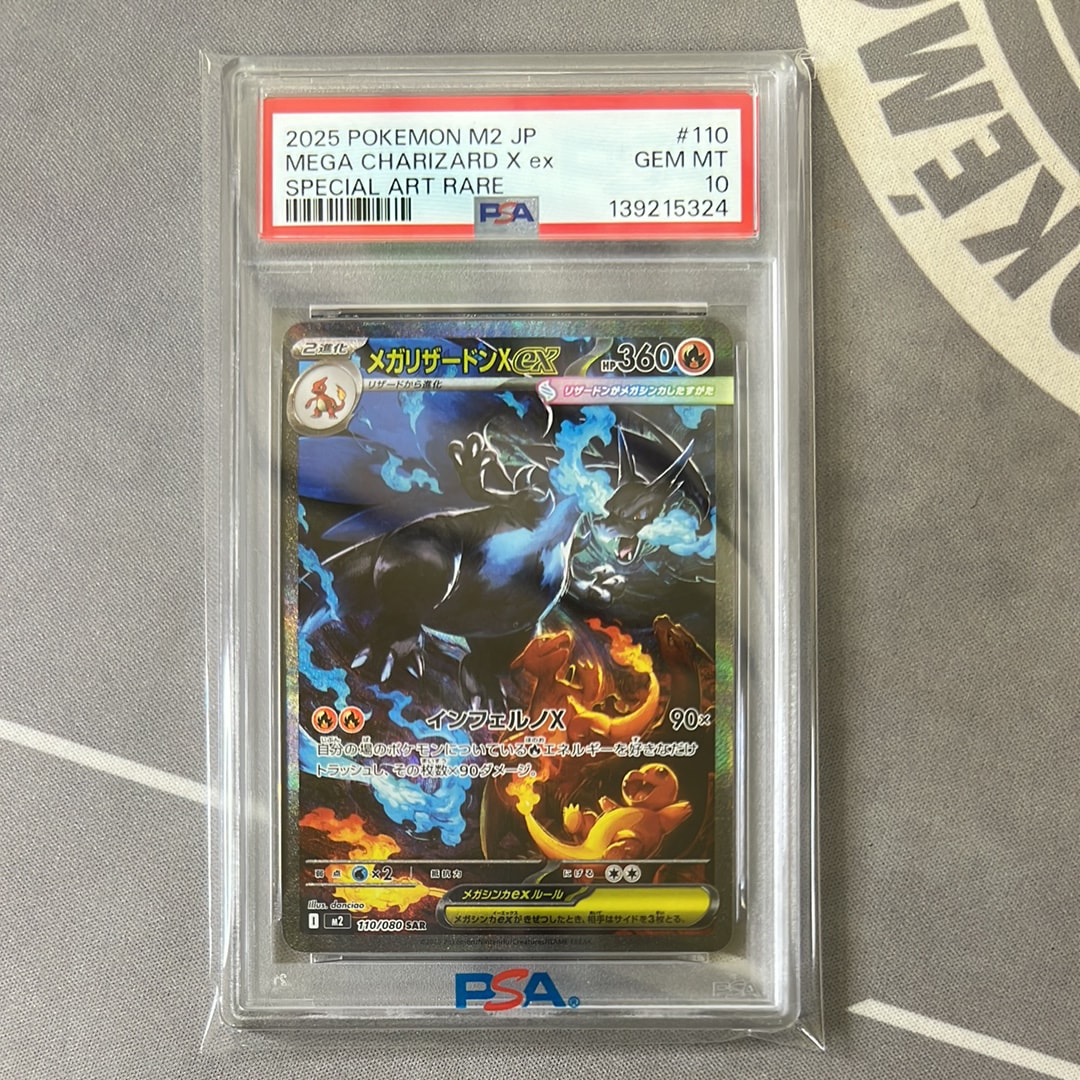 2025 POKEMON M2 JP #110
MEGA CHARIZARD X ex GEM MT
SPECIAL ART RARE 10
PSA 139215324
POKÉM
2進化 メガリザードンXex HP360
リザードから進化 リザードンがメガシンカしたすがた
インフェルノX 90×
自分の場のポケモンについている エネルギーを好きなだけ
トラッシュし、その枚数×90ダメージ。
弱点 ×2 抵抗力 にげる
メガシンカexルール
メガシンカexがきぜつしたとき、相手はサイドを3枚とる。
Illus. danciao
I M2 110/080 SAR
PSA®
PSA